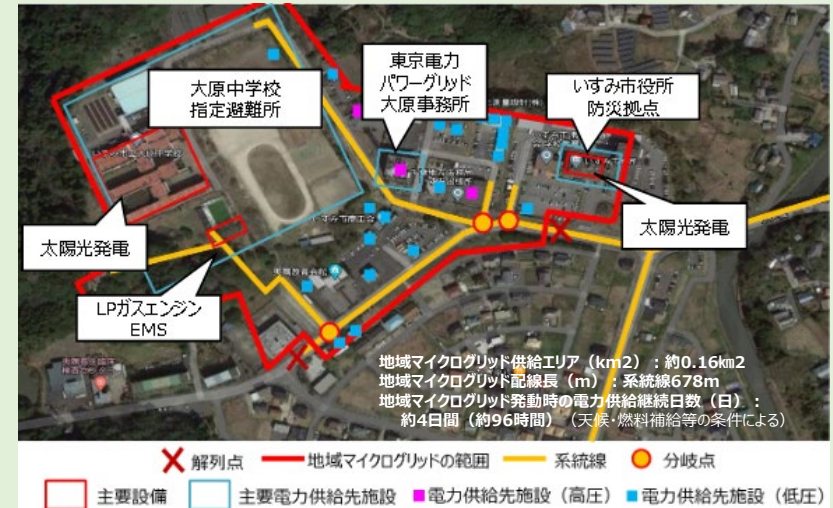 大原中学校
指定避難所
東京電力
パワーグリッド
大原事務所
いすみ市役所
防災拠点
太陽光発電
太陽光発電
LPガスエンジン
EMS
地域マイクログリッド供給エリア（km2）：約0.16km2
地域マイクログリッド配線長（m）：系統線678m
地域マイクログリッド発動時の電力供給継続日数（日）：
約4日間（約96時間）（天候・燃料補給等の条件による）
解列点 地域マイクログリッドの範囲 系統線 分岐点
主要設備 主要電力供給先施設 電力供給先施設（高圧） 電力供給先施設（低圧）